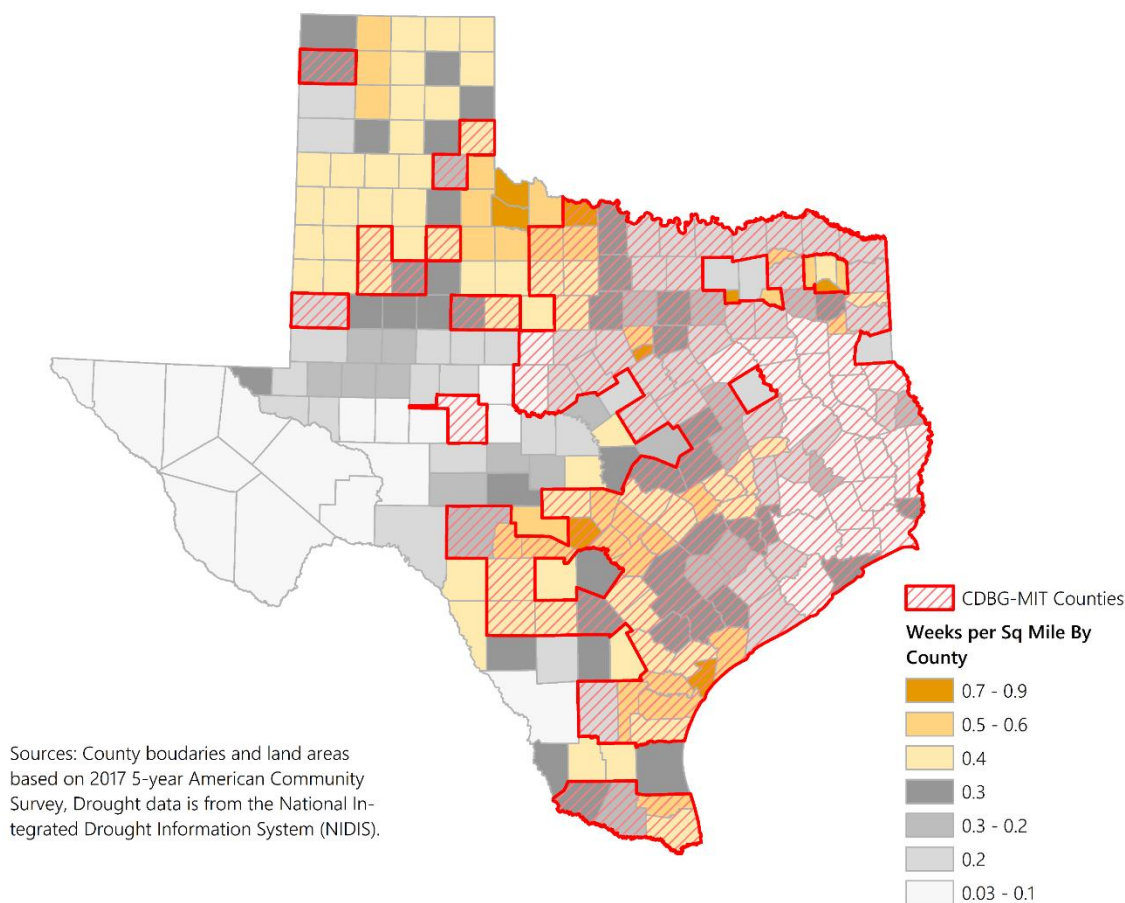 CDBG-MIT Counties
Weeks per Sq Mile By
County
0.7 - 0.9
0.5 - 0.6
0.4
0.3
0.3 - 0.2
0.2
0.03 - 0.1
Sources: County boudaries and land areas
based on 2017 5-year American Community
Survey, Drought data is from the National In-
tegrated Drought Information System (NIDIS).